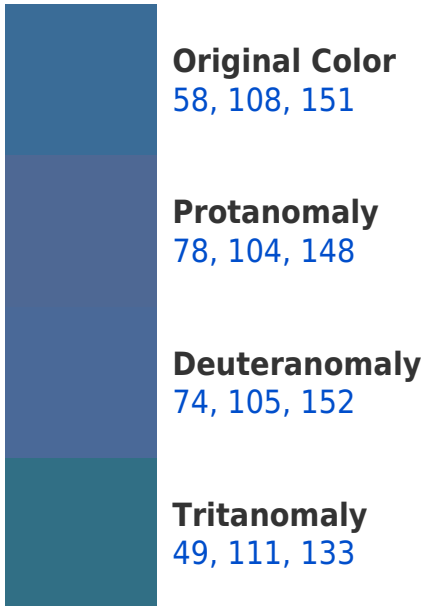 Original Color
58, 108, 151
Protanomaly
78, 104, 148
Deuteranomaly
74, 105, 152
Tritanomaly
49, 111, 133